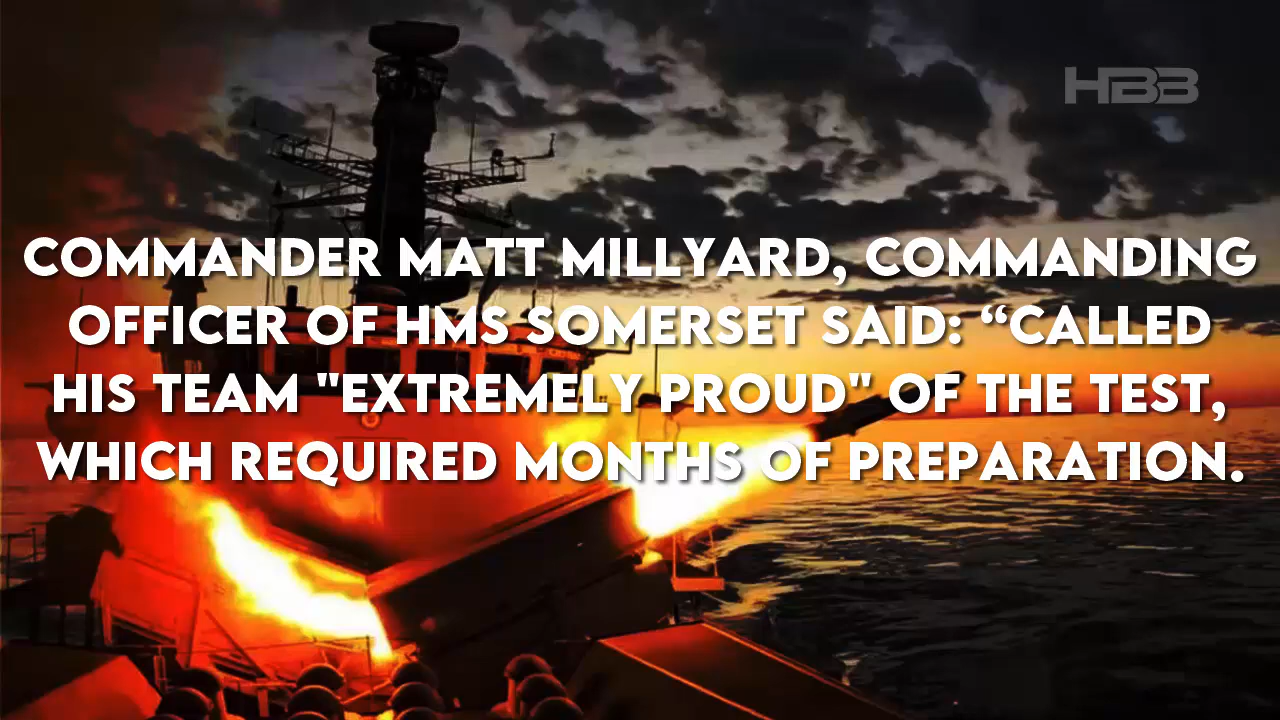 HBB
COMMANDER MATT MILLYARD, COMMANDING
OFFICER OF HMS SOMERSET SAID: “CALLED
HIS TEAM "EXTREMELY PROUD" OF THE TEST,
WHICH REQUIRED MONTHS OF PREPARATION.